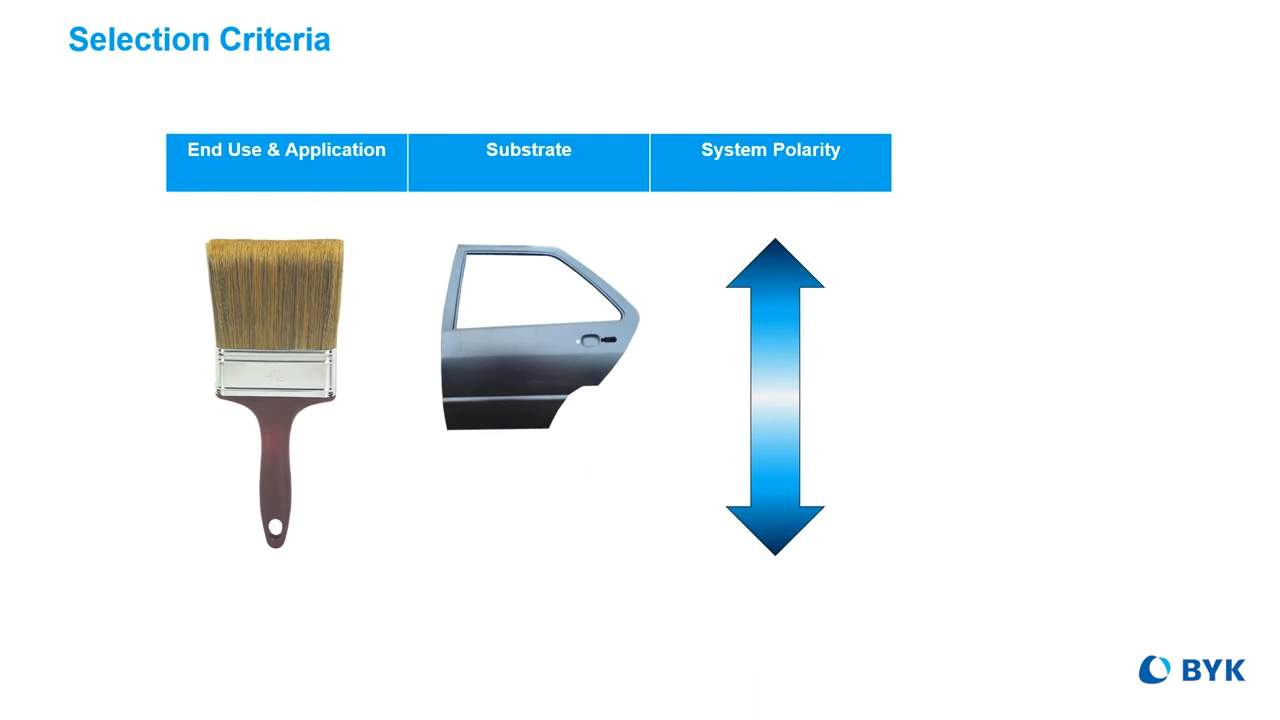 Selection Criteria
End Use & Application
Substrate
System Polarity
BYK